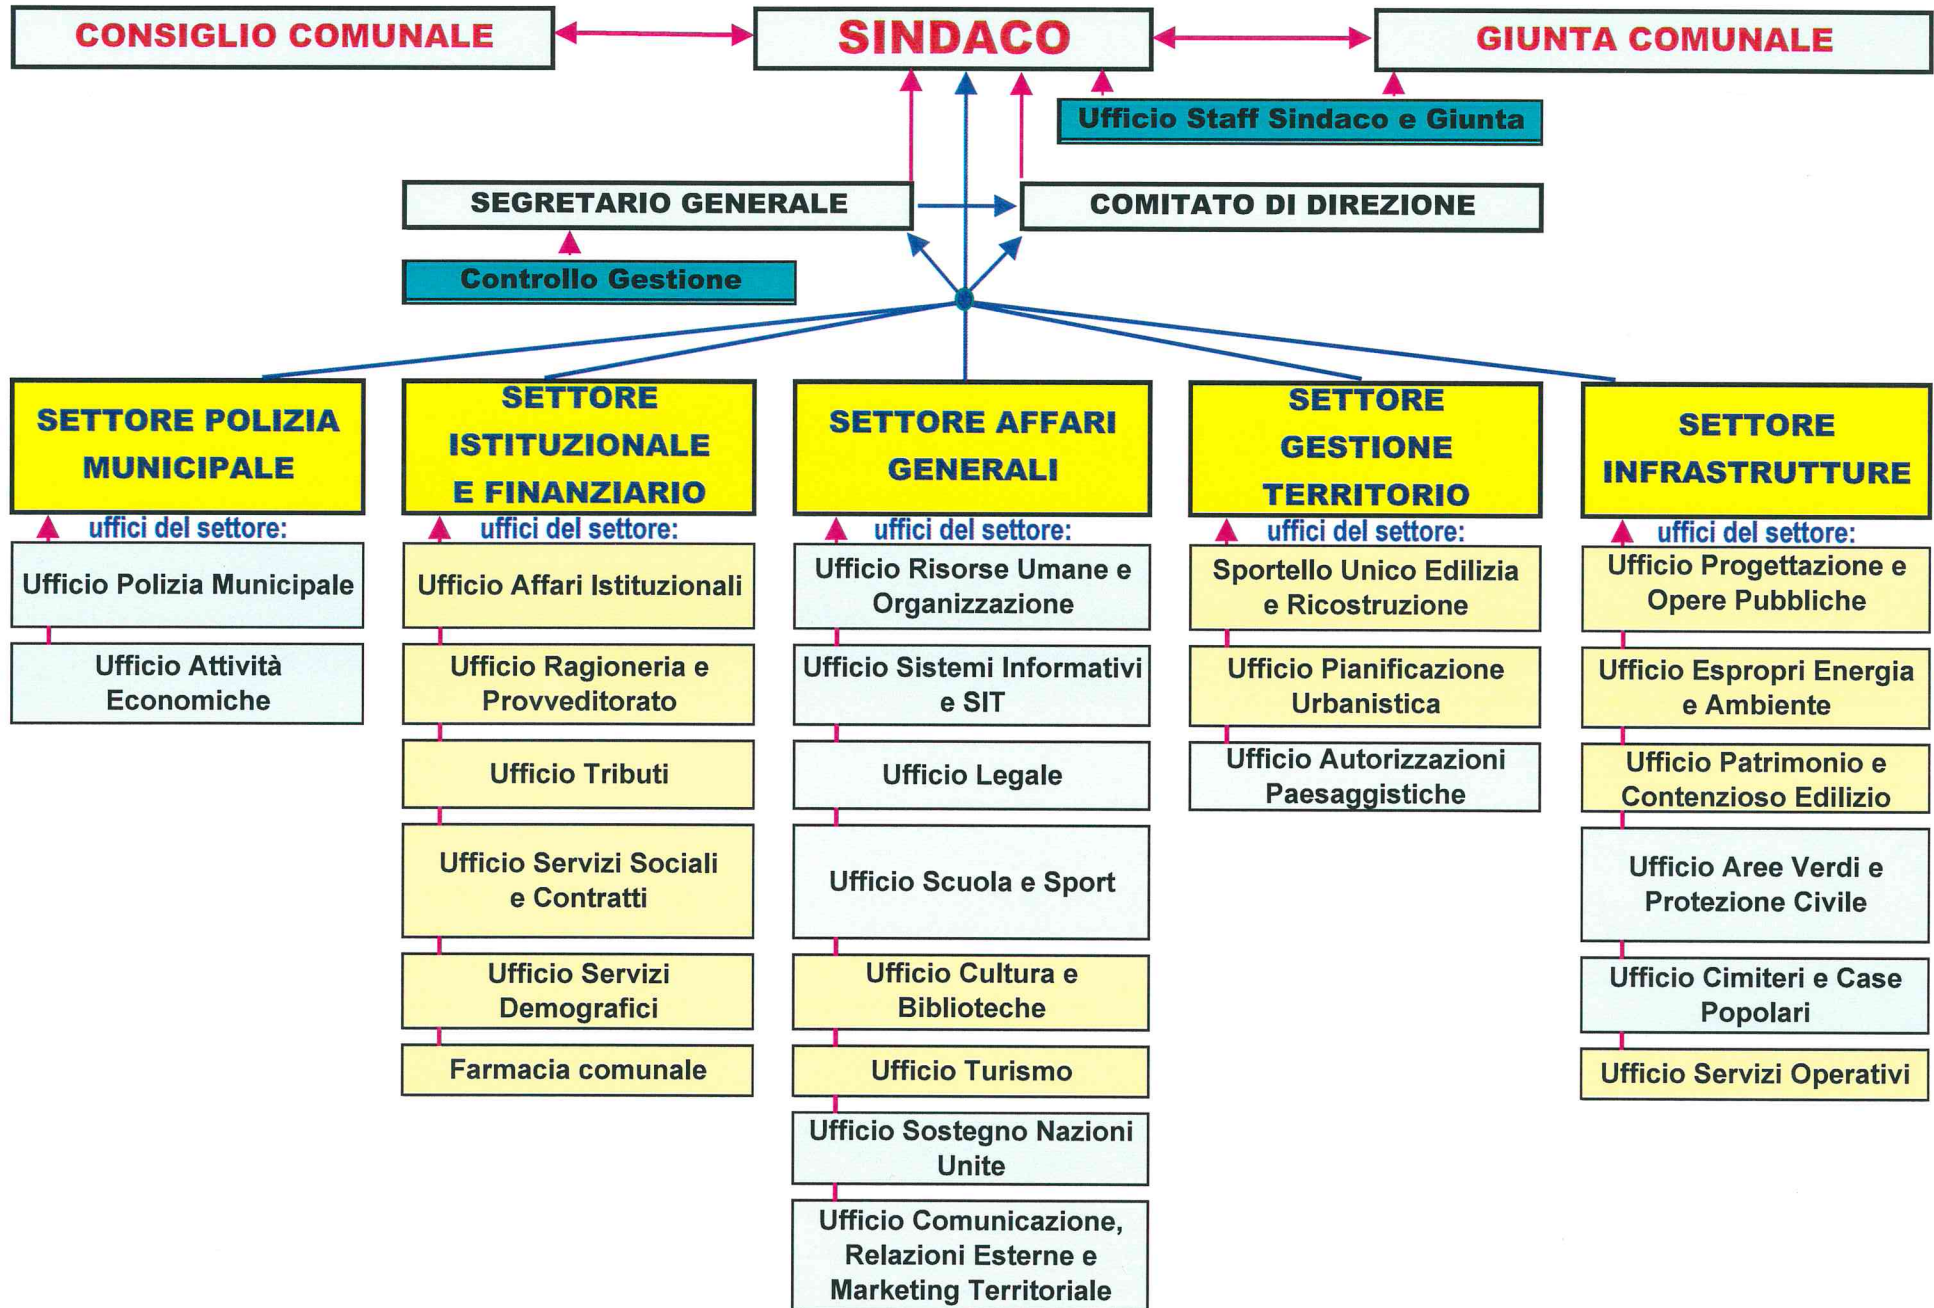 CONSIGLIO COMUNALE
SINDACO
GIUNTA COMUNALE
Ufficio Staff Sindaco e Giunta
SEGRETARIO GENERALE
COMITATO DI DIREZIONE
Controllo Gestione
SETTORE POLIZIA
MUNICIPALE
uffici del settore:
Ufficio Polizia Municipale
Ufficio Attività
Economiche
SETTORE
ISTITUZIONALE
E FINANZIARIO
uffici del settore:
Ufficio Affari Istituzionali
Ufficio Ragioneria e
Provveditorato
Ufficio Tributi
Ufficio Servizi Sociali
e Contratti
Ufficio Servizi
Demografici
Farmacia comunale
SETTORE AFFARI
GENERALI
uffici del settore:
Ufficio Risorse Umane e
Organizzazione
Ufficio Sistemi Informativi
e SIT
Ufficio Legale
Ufficio Scuola e Sport
Ufficio Cultura e
Biblioteche
Ufficio Turismo
Ufficio Sostegno Nazioni
Unite
Ufficio Comunicazione,
Relazioni Esterne e
Marketing Territoriale
SETTORE
GESTIONE
TERRITORIO
uffici del settore:
Sportello Unico Edilizia
e Ricostruzione
Ufficio Pianificazione
Urbanistica
Ufficio Autorizzazioni
Paesaggistiche
SETTORE
INFRASTRUTTURE
uffici del settore:
Ufficio Progettazione e
Opere Pubbliche
Ufficio Espropri Energia
e Ambiente
Ufficio Patrimonio e
Contenzioso Edilizio
Ufficio Aree Verdi e
Protezione Civile
Ufficio Cimiteri e Case
Popolari
Ufficio Servizi Operativi